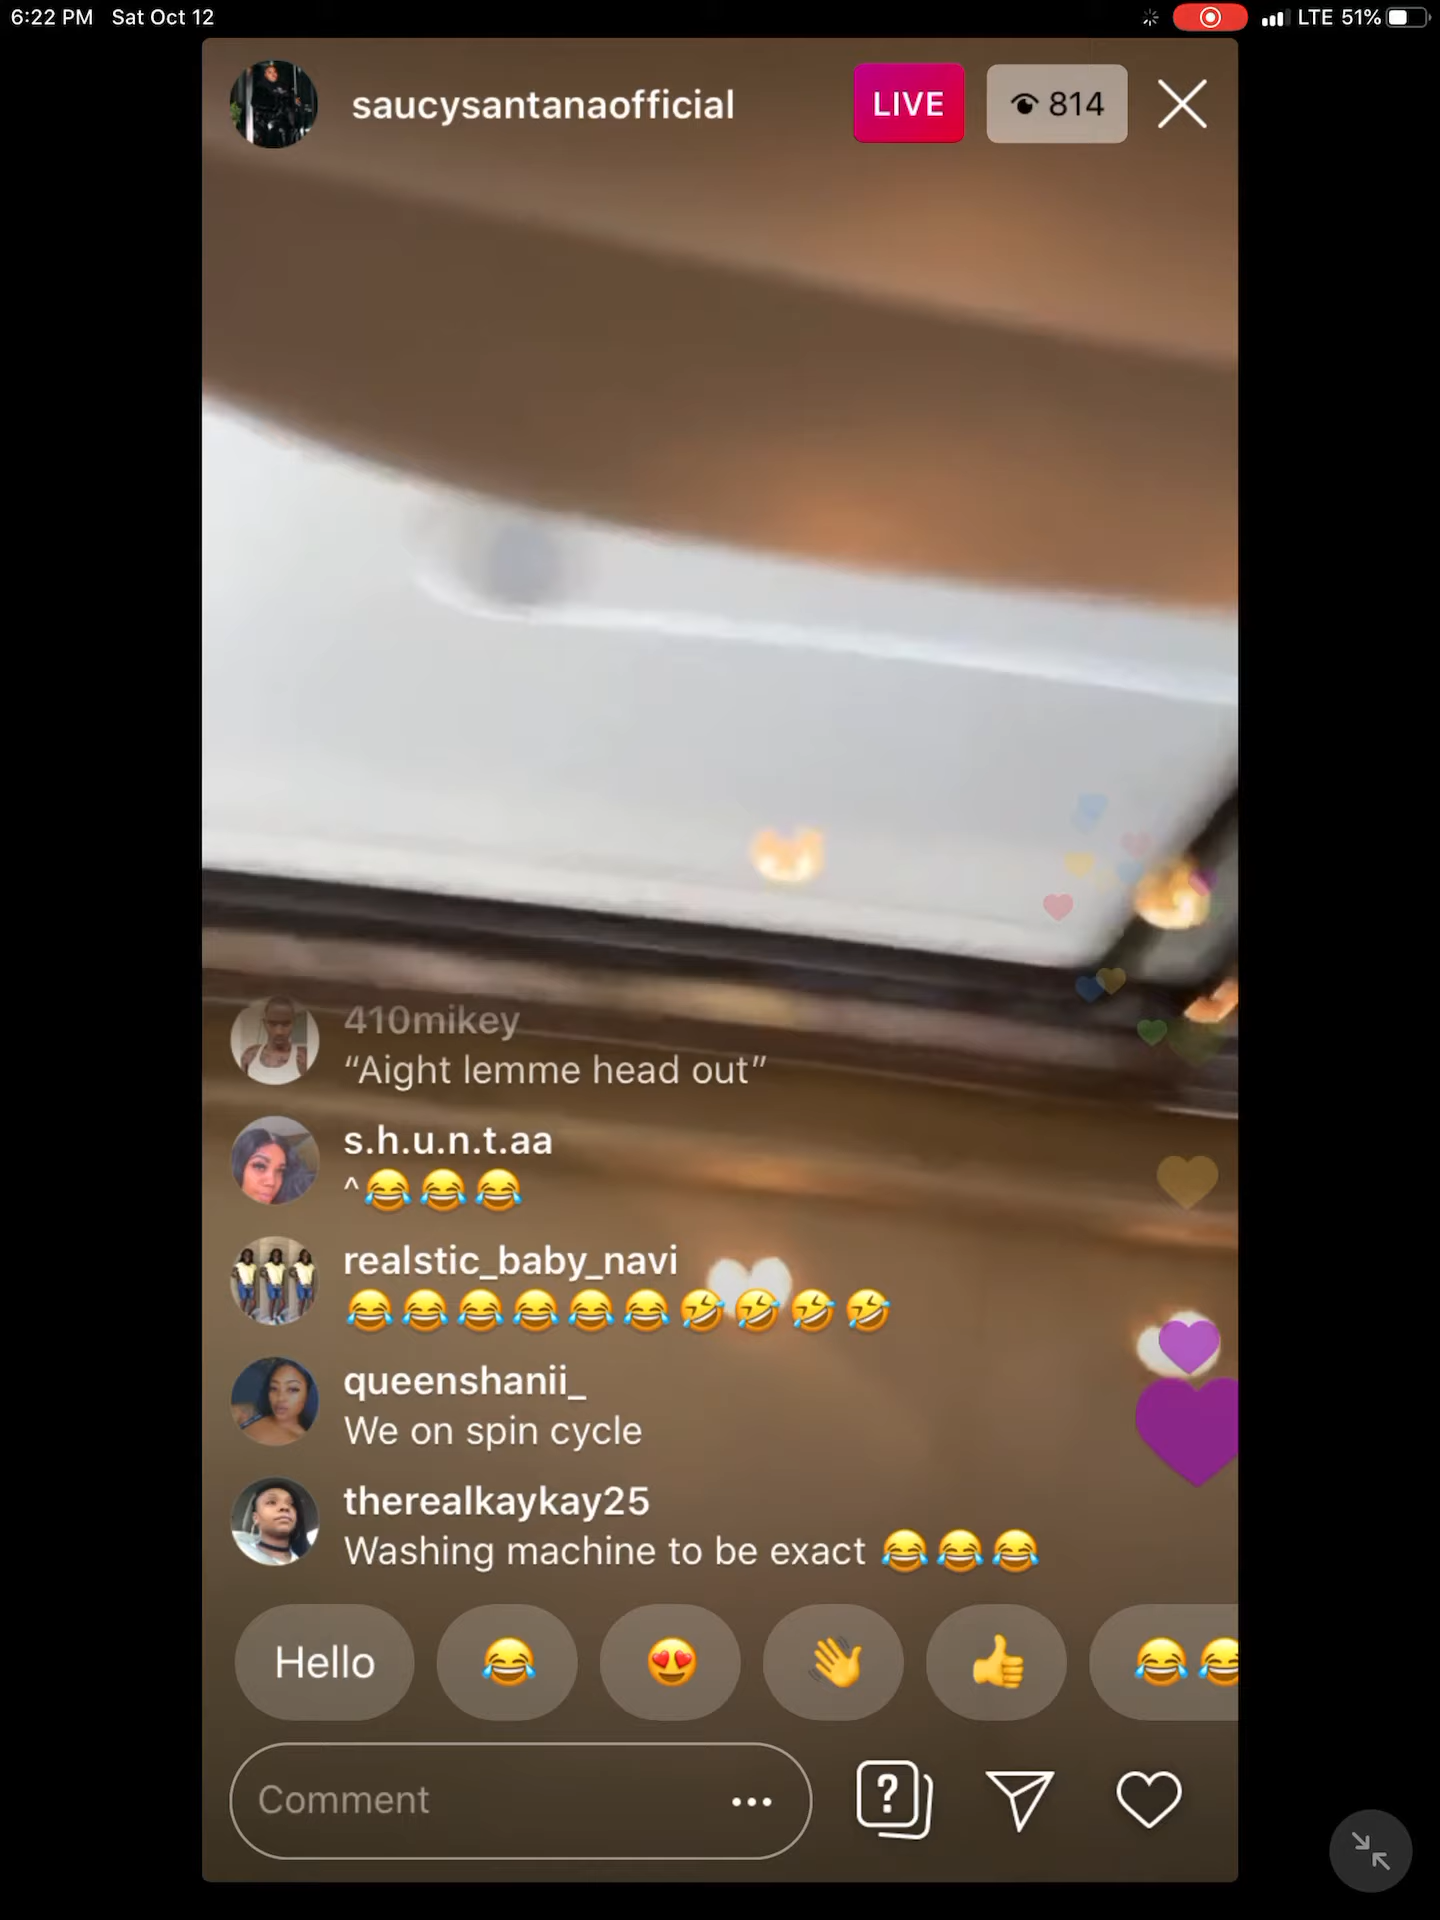 6:22 PM Sat Oct 12 LTE 51%
saucysantanaofficial LIVE 814
410mikey
“Aight lemme head out”
s.h.u.n.t.aa
^😂😂😂
realstic_baby_navi
😂😂😂😂😂😂🤣🤣🤣🤣
queenshanii_
We on spin cycle
therealkaykay25
Washing machine to be exact 😂😂😂
Hello 😂 😍 👋 👍 😂😂
Comment ... ?